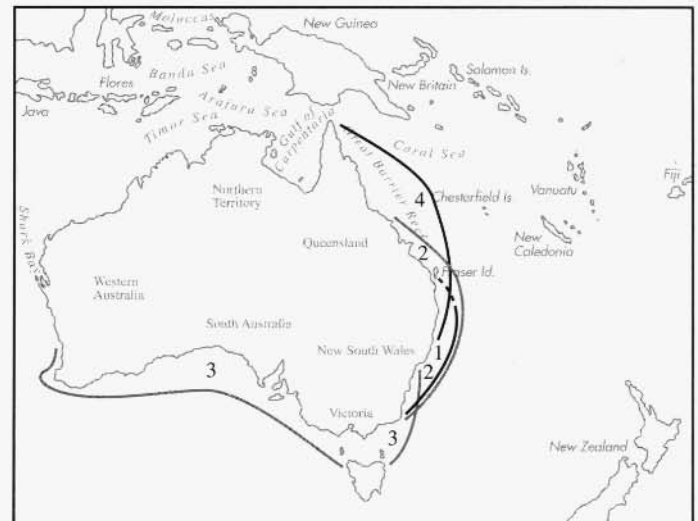 Moluccas
New Guinea
Banda Sea
Solomon Is.
Flores
New Britain
Java
Arafura Sea
Timor Sea
Gulf of
Carpentaria
Great Barrier Reef
Coral Sea
4
Chesterfield Is
Vanuatu
Fiji
Northern
Territory
Shark Bay
Queensland
2
New
Caledonia
Fraser Id.
Western
Australia
South Australia
New South Wales
1
3
2
Victoria
3
New Zealand